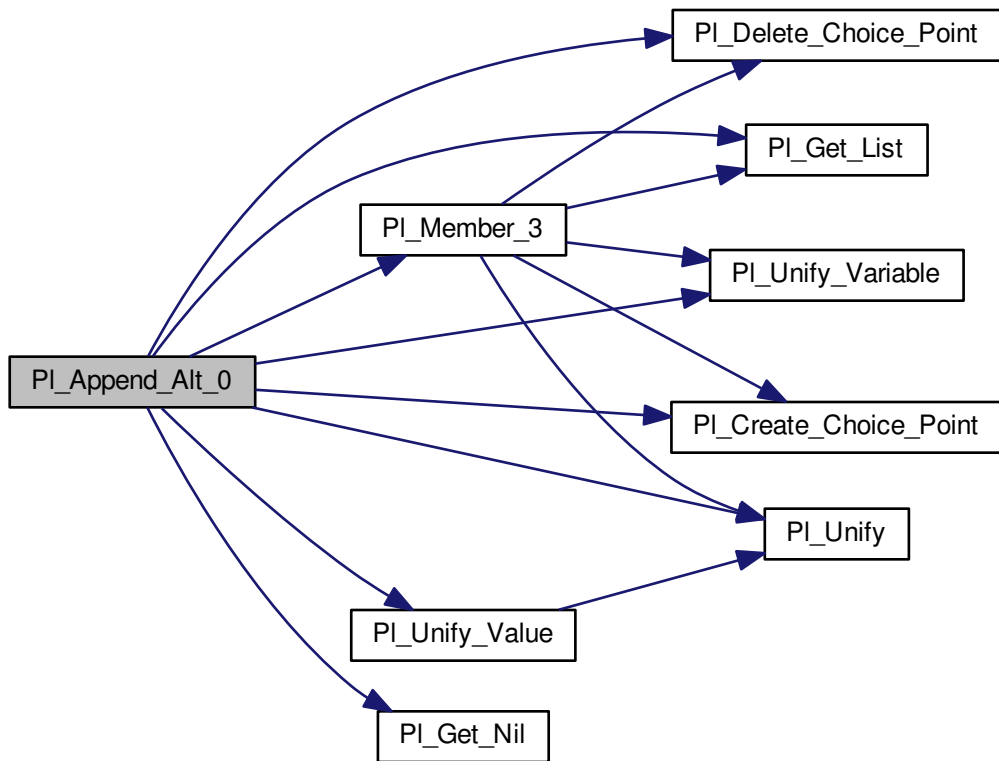 Pl_Delete_Choice_Point
Pl_Get_List
Pl_Member_3
Pl_Unify_Variable
Pl_Append_Alt_0
Pl_Create_Choice_Point
Pl_Unify
Pl_Unify_Value
Pl_Get_Nil